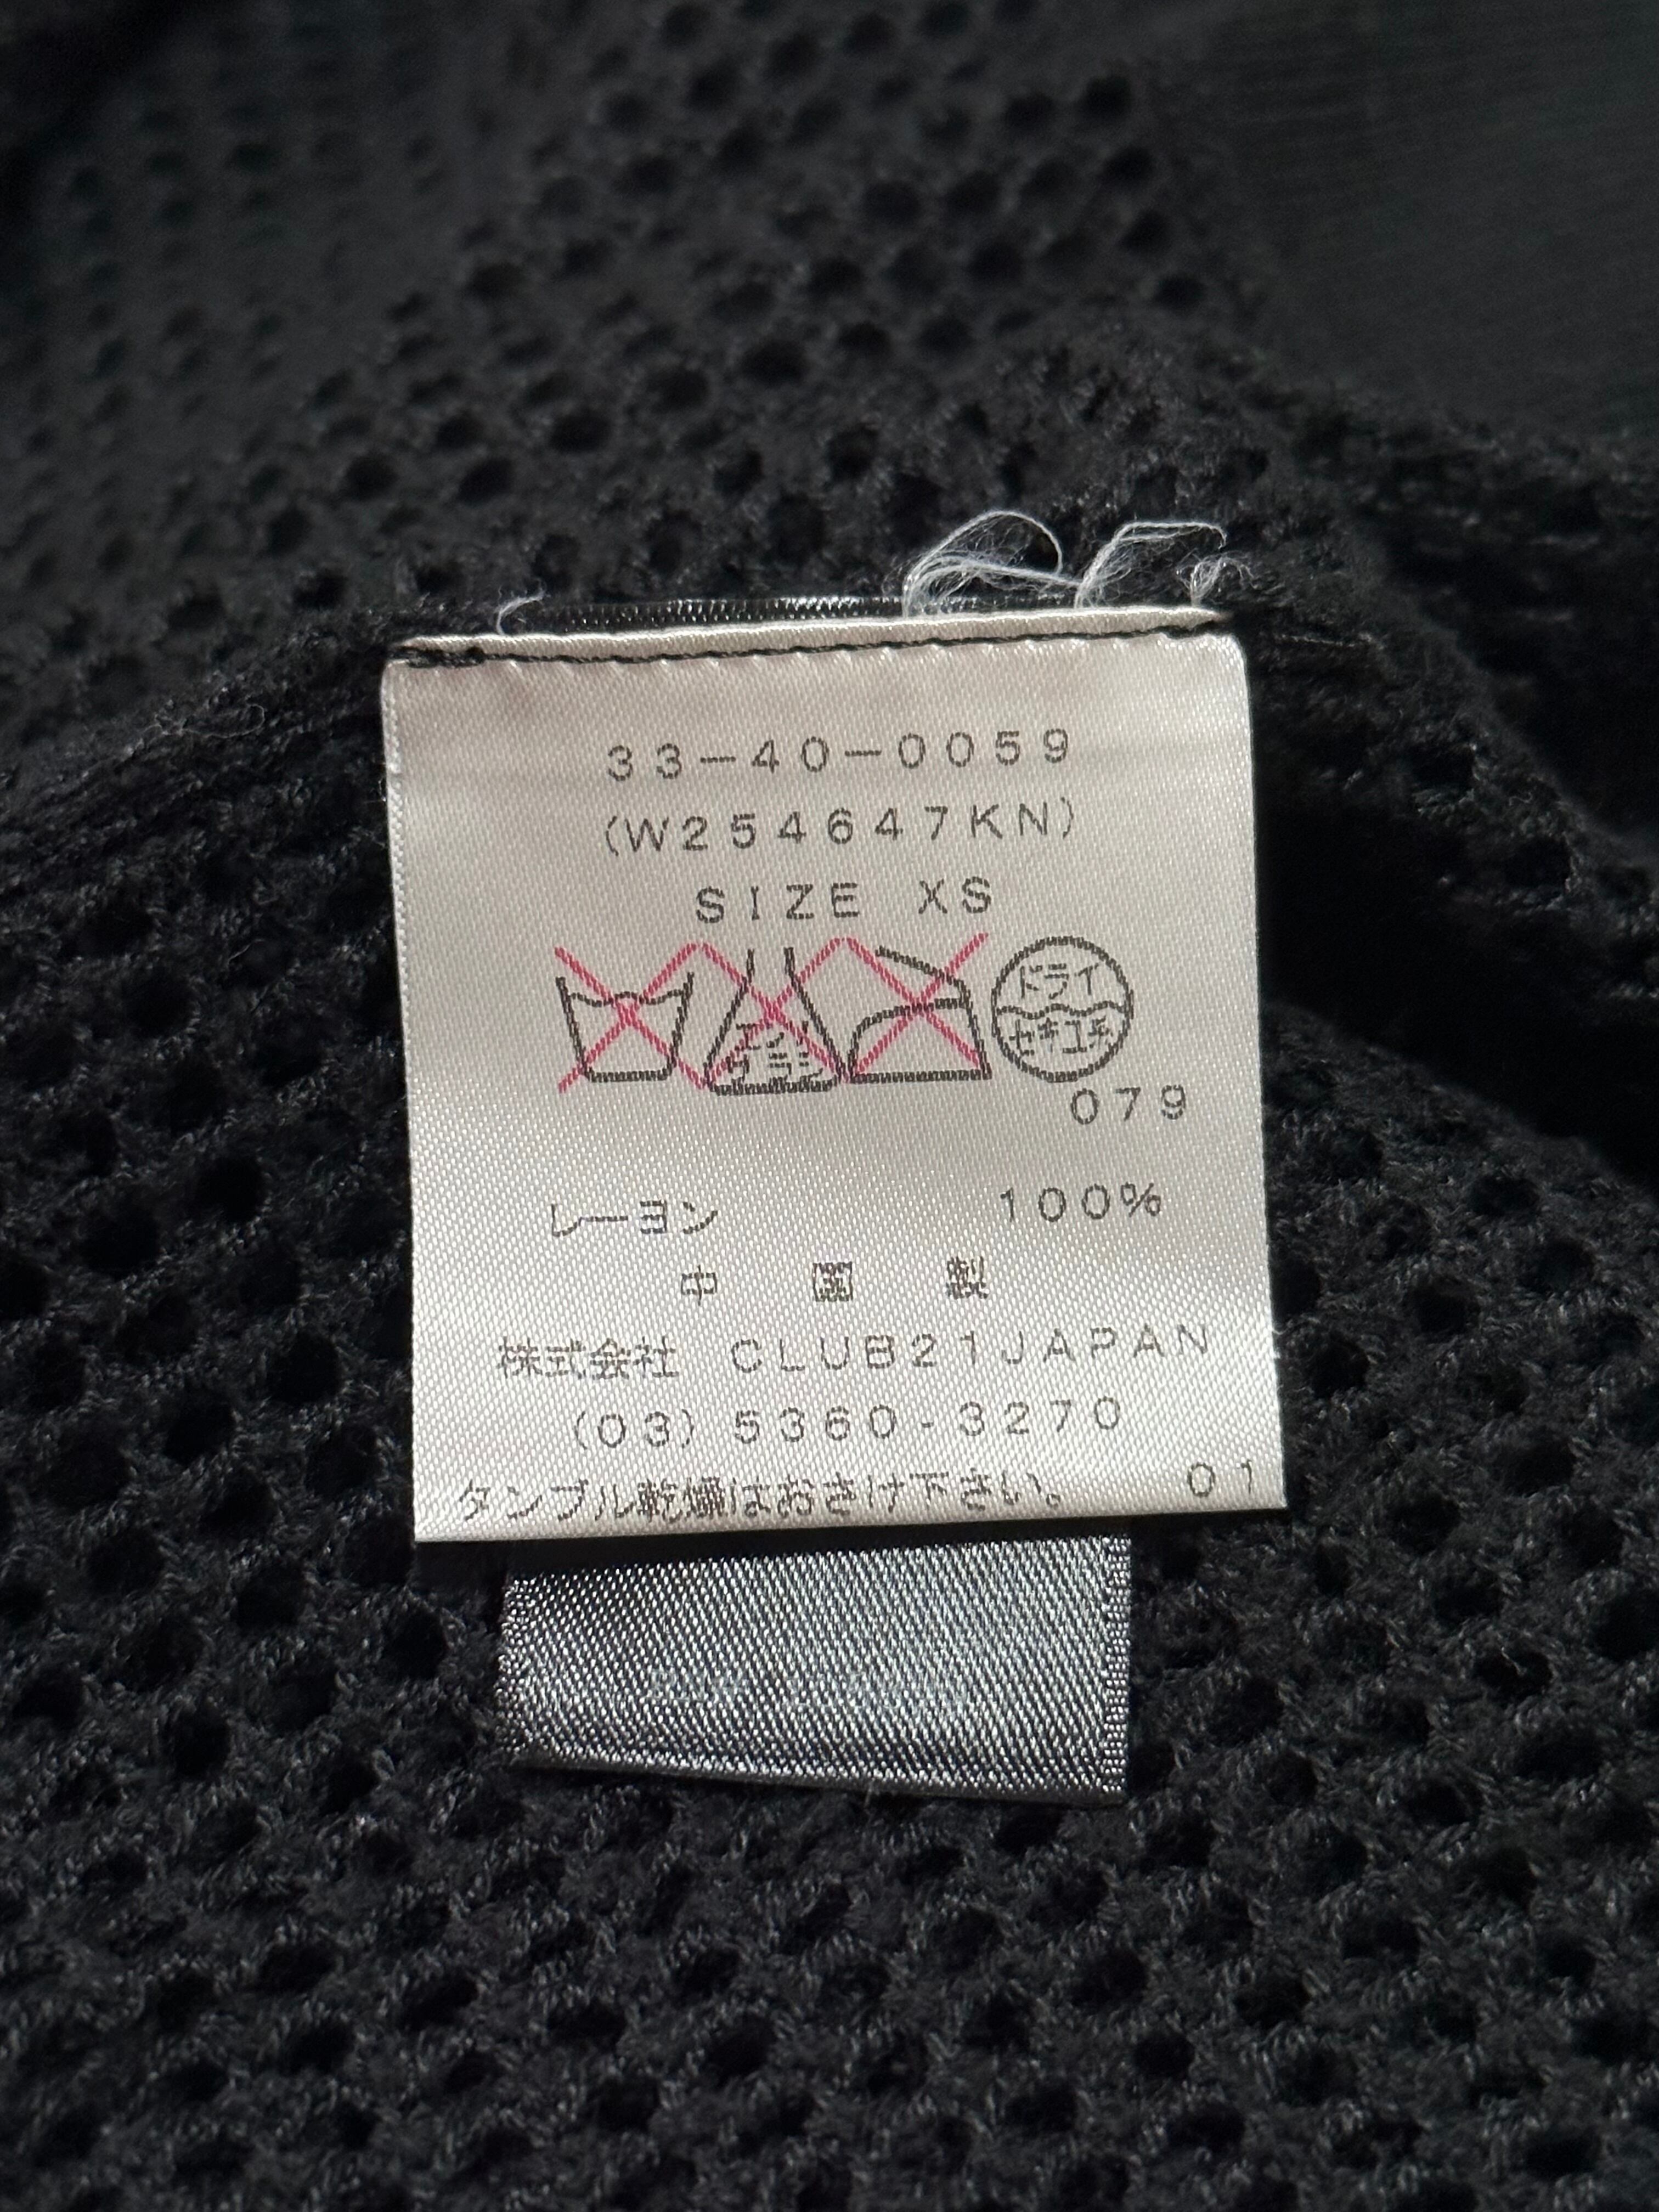 33-40-0059
(W254647KN)
SIZE XS
エンソ
サラシ
ドライ
セキユ系
079
レーヨン 100%
中国製
株式会社 CLUB21JAPAN
(03)5360-3270
タンブル乾燥はおさけ下さい。 01